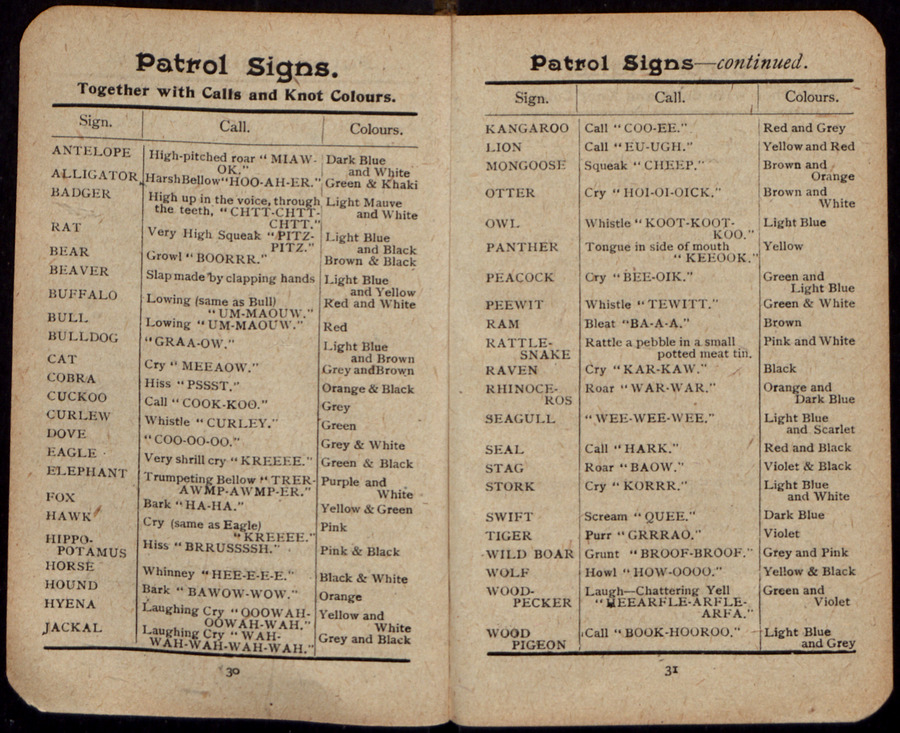 Patrol Signs.
Together with Calls and Knot Colours.
Sign. Call. Colours.
ANTELOPE High-pitched roar "MIAW-OK." Dark Blue and White
ALLIGATOR Harsh Bellow "HOO-AH-ER." Green & Khaki
BADGER High up in the voice, through the teeth, "CHTT-CHTT-CHTT." Light Mauve and White
RAT Very High Squeak "PITZ-PITZ." Light Blue and Black
BEAR Growl "BOORRR." Brown & Black
BEAVER Slap made by clapping hands Light Blue and Yellow
BUFFALO Lowing (same as Bull) "UM-MAOUW." Red and White
BULL Lowing "UM-MAOUW." Red
BULLDOG "GRAA-OW." Light Blue and Brown
CAT Cry "MEEAOW." Grey and Brown
COBRA Hiss "PSSST." Orange & Black
CUCKOO Call "COOK-KOO." Grey
CURLEW Whistle "CURLEY." Green
DOVE "COO-OO-OO." Grey & White
EAGLE Very shrill cry "KREEEE." Green & Black
ELEPHANT Trumpeting Bellow "TRER-AWMP-AWMP-ER." Purple and White
FOX Bark "HA-HA." Yellow & Green
HAWK Cry (same as Eagle) "KREEEE." Pink
HIPPO-POTAMUS Hiss "BRRUSSSSH." Pink & Black
HORSE Whinney "HEE-E-E-E." Black & White
HOUND Bark "BAWOW-WOW." Orange
HYENA Laughing Cry "OOOWAH-OOWAH-WAH." Yellow and White
JACKAL Laughing Cry "WAH-WAH-WAH-WAH-WAH." Grey and Black
30
Patrol Signs—continued.
Sign. Call. Colours.
KANGAROO Call "COO-EE." Red and Grey
LION Call "EU-UGH." Yellow and Red
MONGOOSE Squeak "CHEEP." Brown and Orange
OTTER Cry "HOI-OI-OICK." Brown and White
OWL Whistle "KOOT-KOOT-KOO." Light Blue
PANTHER Tongue in side of mouth "KEEOOK." Yellow
PEACOCK Cry "BEE-OIK." Green and Light Blue
PEEWIT Whistle "TEWITT." Green & White
RAM Bleat "BA-A-A." Brown
RATTLE-SNAKE Rattle a pebble in a small potted meat tin. Pink and White
RAVEN Cry "KAR-KAW." Black
RHINOCE-ROS Roar "WAR-WAR." Orange and Dark Blue
SEAGULL "WEE-WEE-WEE." Light Blue and Scarlet
SEAL Call "HARK." Red and Black
STAG Roar "BAOW." Violet & Black
STORK Cry "KORRR." Light Blue and White
SWIFT Scream "QUEE." Dark Blue
TIGER Purr "GRRRAO." Violet
WILD BOAR Grunt "BROOF-BROOF." Grey and Pink
WOLF Howl "HOW-OOOO." Yellow & Black
WOOD-PECKER Laugh—Chattering Yell "HEEARFLE-ARFLE-ARFA." Green and Violet
WOOD PIGEON Call "BOOK-HOOROO." Light Blue and Grey
31